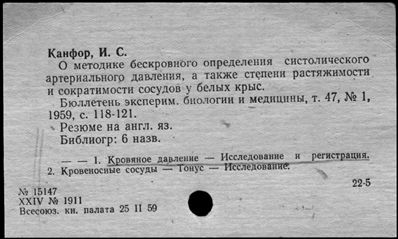 Канфор, И. С.
О методике бескровного определения систолического
артериального давления, а также степени растяжимости
и сократимости сосудов у белых крыс.
Бюллетень эксперим. биологии и медицины, т. 47, № 1,
1959, с. 118-121.
Резюме на англ. яз.
Библиогр: 6 назв.
— — 1. Кровяное давление — Исследование и регистрация.
2. Кровеносные сосуды — Тонус — Исследование.
22-5
№ 15147
XXIV № 1911
Всесоюз. кн. палата 25 II 59